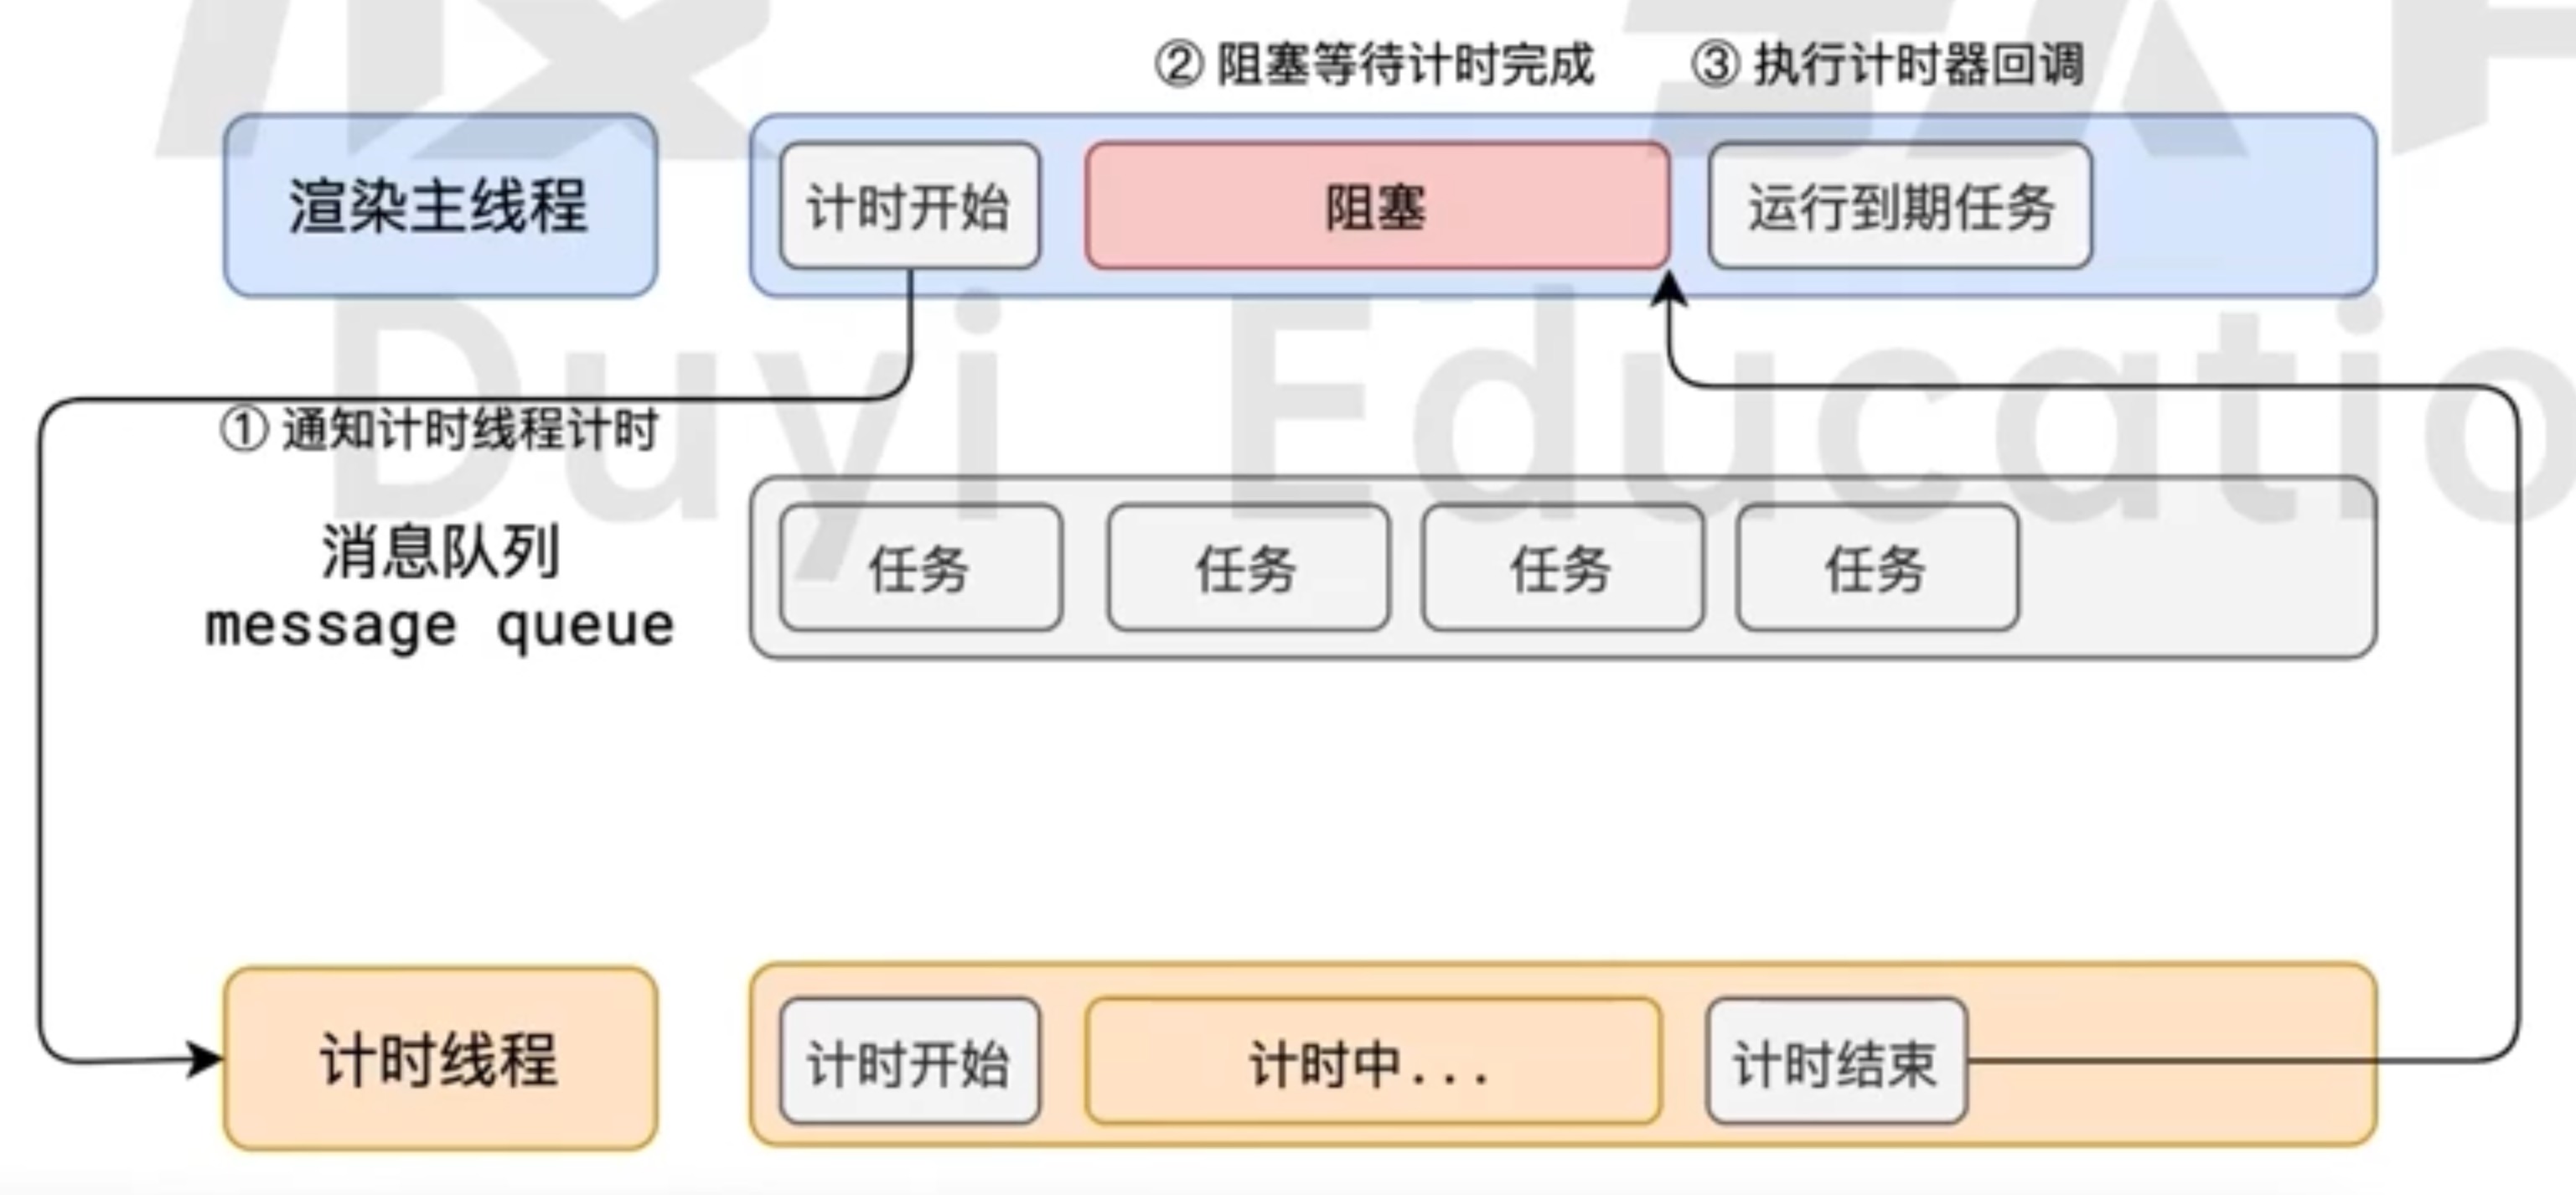 ② 阻塞等待计时完成
③ 执行计时器回调
渲染主线程
计时开始
阻塞
运行到期任务
① 通知计时线程计时
消息队列
message queue
任务
任务
任务
任务
计时线程
计时开始
计时中...
计时结束
Duyi Educatio